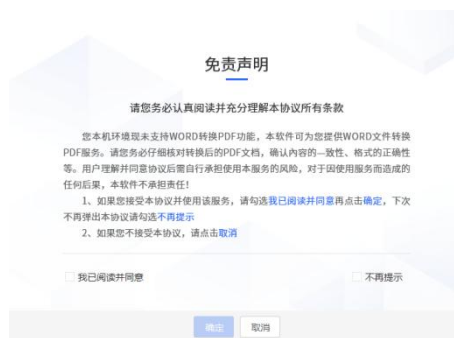 免责声明
请您务必认真阅读并充分理解本协议所有条款
您本机环境现未支持WORD转换PDF功能，本软件可为您提供WORD文件转换
PDF服务。请您务必仔细核对转换后的PDF文档，确认内容的一致性、格式的正确性
等。用户理解并同意协议后需自行承担使用本服务的风险，对于因使用服务而造成的
任何后果，本软件不承担责任！
1、如果您接受本协议并使用该服务，请勾选我已阅读并同意再点击确定，下次
不再弹出本协议请勾选不再提示
2、如果您不接受本协议，请点击取消
我已阅读并同意 不再提示
确定 取消